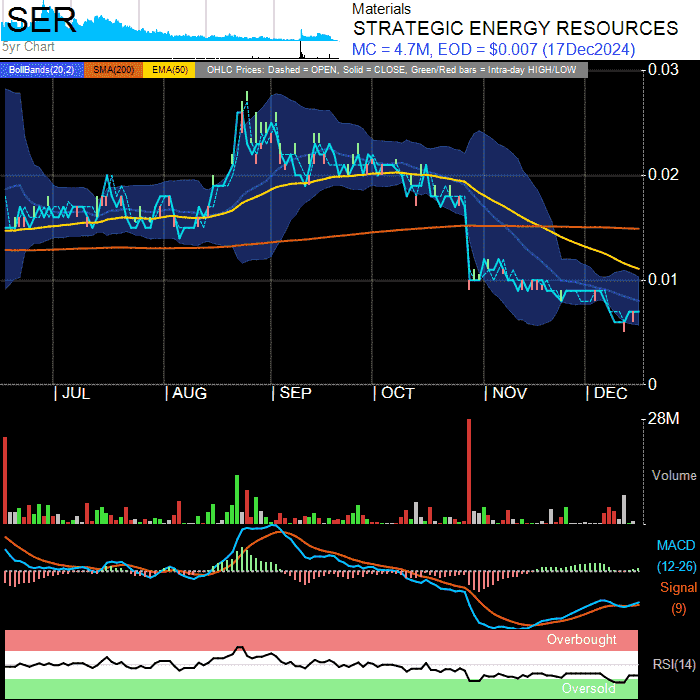 SER
5yr Chart
Materials
STRATEGIC ENERGY RESOURCES
MC = 4.7M, EOD = $0.007 (17Dec2024)
BollBands(20,2) SMA(200) EMA(50) OHLC Prices: Dashed = OPEN, Solid = CLOSE, Green/Red bars = Intra-day HIGH/LOW
0.03
0.02
0.01
0
| JUL | AUG | SEP | OCT | NOV | DEC
28M
Volume
MACD
(12-26)
Signal
(9)
Overbought
RSI(14)
Oversold